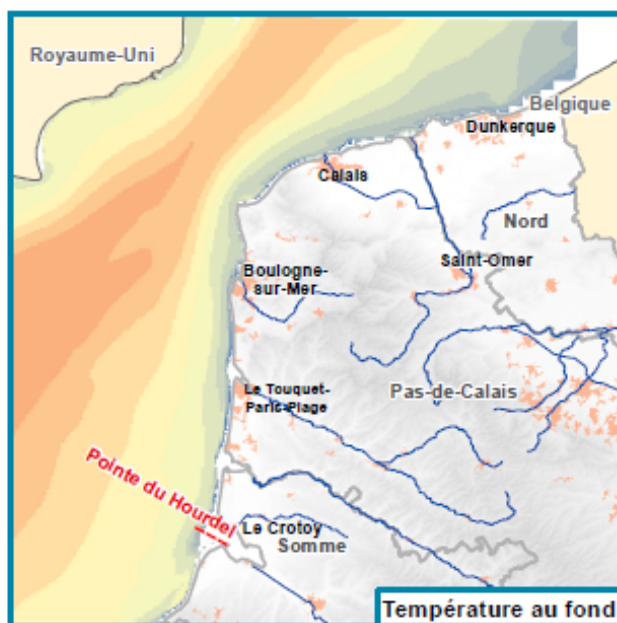 Royaume-Uni
Belgique
Dunkerque
Calais
Nord
Saint-Omer
Boulogne-
sur-Mer
Le Touquet-
Paris-Plage
Pas-de-Calais
Pointe du Hourdel
Le Crotoy
Somme
Température au fond